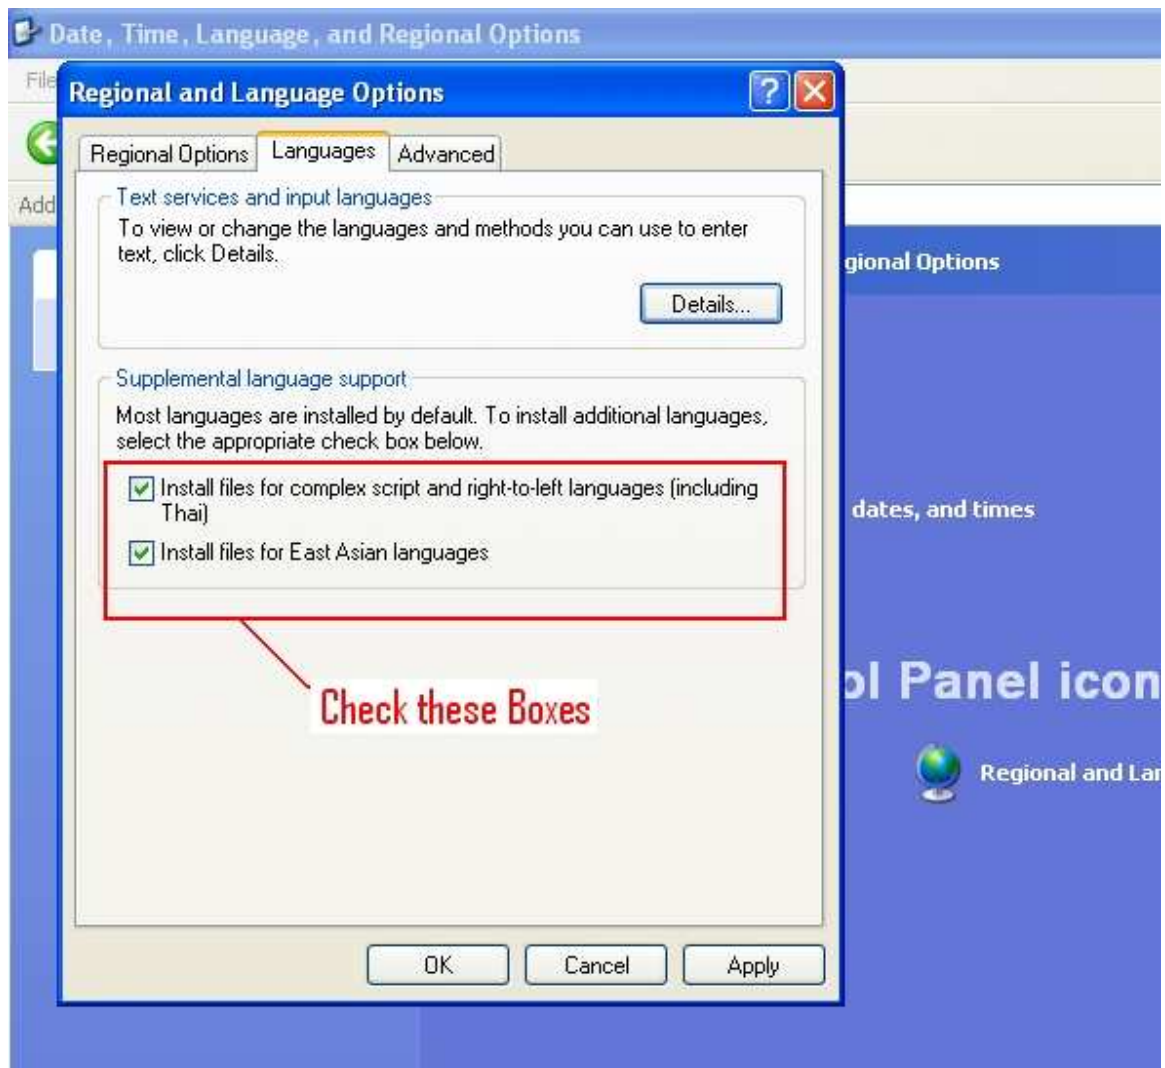 Date, Time, Language, and Regional Options
File
Regional and Language Options
Regional Options Languages Advanced
Add
Text services and input languages
To view or change the languages and methods you can use to enter
text, click Details.
gional Options
Details...
Supplemental language support
Most languages are installed by default. To install additional languages,
select the appropriate check box below.
Install files for complex script and right-to-left languages (including
Thai)
dates, and times
Install files for East Asian languages
ol Panel icon
Check these Boxes
Regional and Lar
OK Cancel Apply